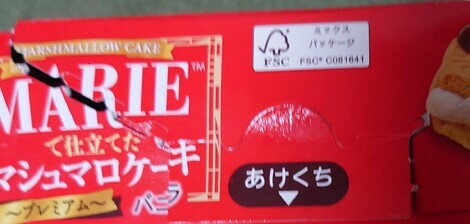 MARSHMALLOW CAKE
MARIE™
で仕立てた
マシュマロケーキ
～プレミアム～
バニラ
FSC
ミックス
パッケージ
FSC® C081641
あけくち